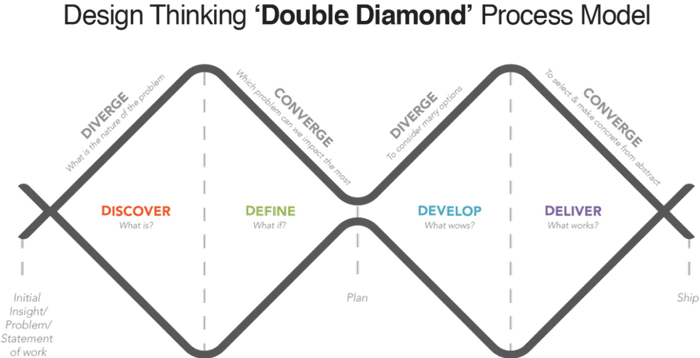 Design Thinking ‘Double Diamond’ Process Model
DIVERGE
What is the nature of the problem
CONVERGE
Which problem can we impact the most
DIVERGE
To consider many options
CONVERGE
To select & make concrete from abstract
DISCOVER
What is?
DEFINE
What if?
DEVELOP
What wows?
DELIVER
What works?
Initial
Insight/
Problem/
Statement
of work
Plan
Ship